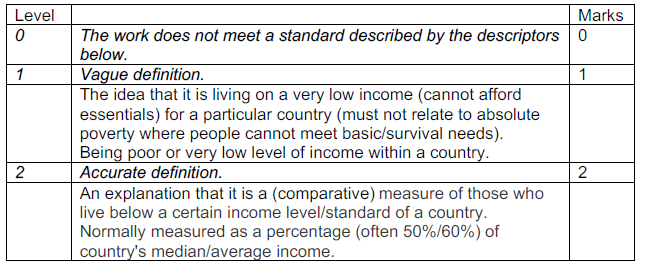 Level Marks
0 The work does not meet a standard described by the descriptors 0
below.
1 Vague definition. 1
The idea that it is living on a very low income (cannot afford
essentials) for a particular country (must not relate to absolute
poverty where people cannot meet basic/survival needs).
Being poor or very low level of income within a country.
2 Accurate definition. 2
An explanation that it is a (comparative) measure of those who
live below a certain income level/standard of a country.
Normally measured as a percentage (often 50%/60%) of
country's median/average income.